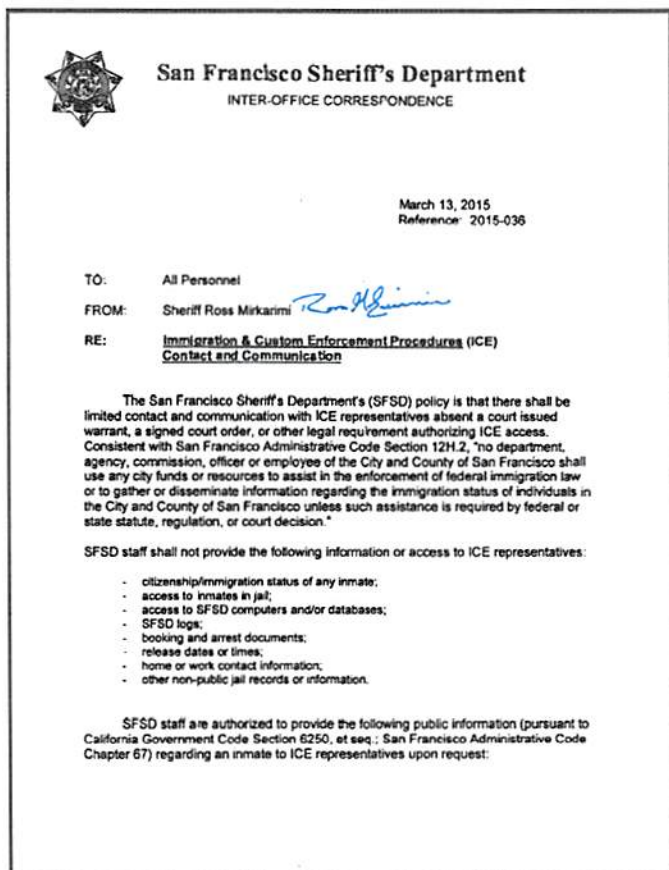 San Francisco Sheriff's Department
INTER-OFFICE CORRESPONDENCE
March 13, 2015
Reference: 2015-036
TO: All Personnel
FROM: Sheriff Ross Mirkarimi
RE: Immigration & Custom Enforcement Procedures (ICE)
Contact and Communication
The San Francisco Sheriff's Department's (SFSD) policy is that there shall be
limited contact and communication with ICE representatives absent a court issued
warrant, a signed court order, or other legal requirement authorizing ICE access.
Consistent with San Francisco Administrative Code Section 12H.2, "no department,
agency, commission, officer or employee of the City and County of San Francisco shall
use any city funds or resources to assist in the enforcement of federal immigration law
or to gather or disseminate information regarding the immigration status of individuals in
the City and County of San Francisco unless such assistance is required by federal or
state statute, regulation, or court decision."
SFSD staff shall not provide the following information or access to ICE representatives:
- citizenship/immigration status of any inmate;
- access to inmates in jail;
- access to SFSD computers and/or databases;
- SFSD logs;
- booking and arrest documents;
- release dates or times;
- home or work contact information;
- other non-public jail records or information.
SFSD staff are authorized to provide the following public information (pursuant to
California Government Code Section 6250, et seq.; San Francisco Administrative Code
Chapter 67) regarding an inmate to ICE representatives upon request: